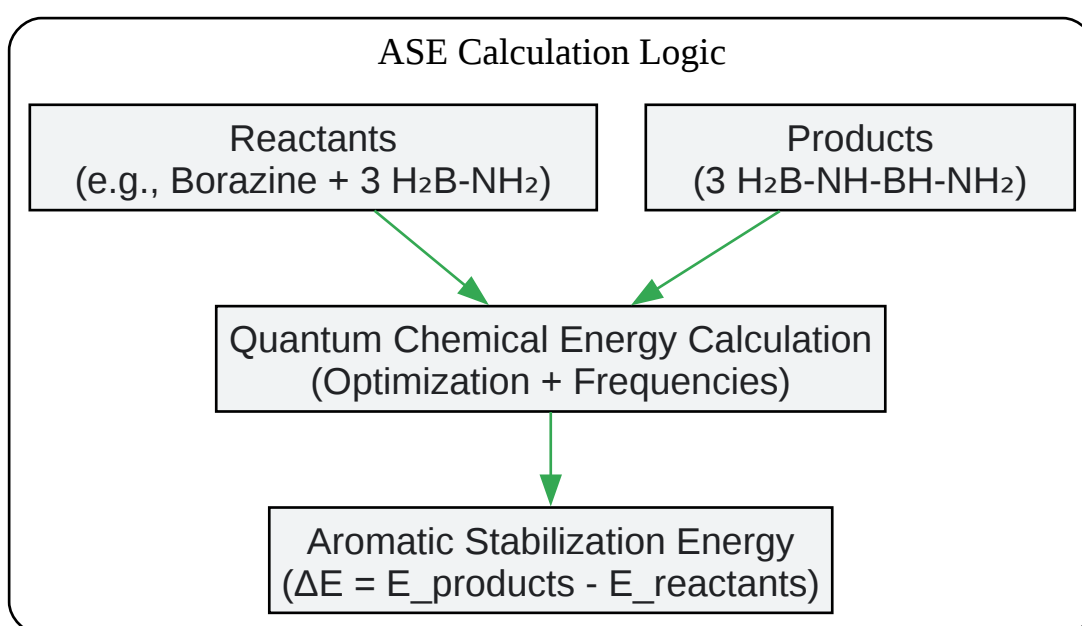 ASE Calculation Logic
Reactants
(e.g., Borazine + 3 H₂B-NH₂)
Products
(3 H₂B-NH-BH-NH₂)
Quantum Chemical Energy Calculation
(Optimization + Frequencies)
Aromatic Stabilization Energy
(ΔE = E_products - E_reactants)